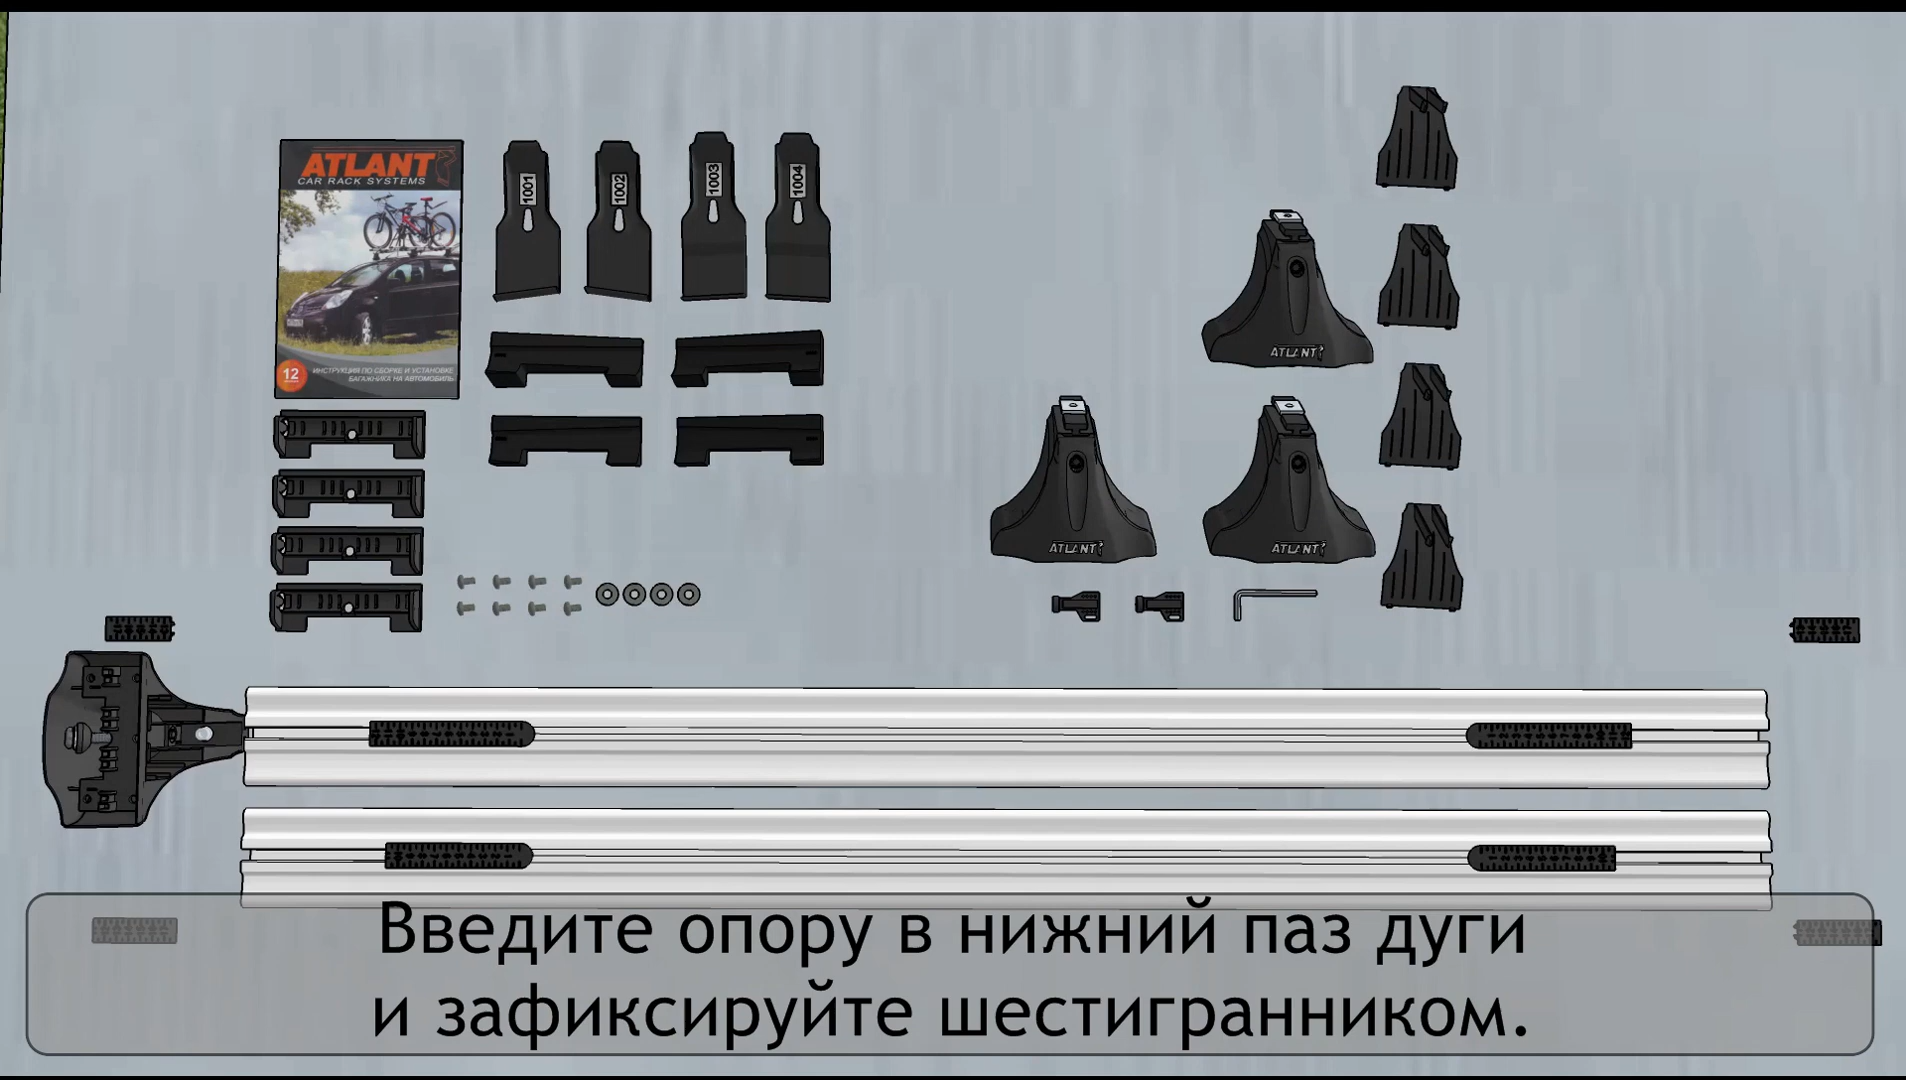 ATLANT
CAR RACK SYSTEMS
12
ИНСТРУКЦИЯ ПО СБОРКЕ И УСТАНОВКЕ
БАГАЖНИКА НА АВТОМОБИЛЬ
1001
1002
1003
1004
ATLANT
ATLANT
ATLANT
Введите опору в нижний паз дуги
и зафиксируйте шестигранником.